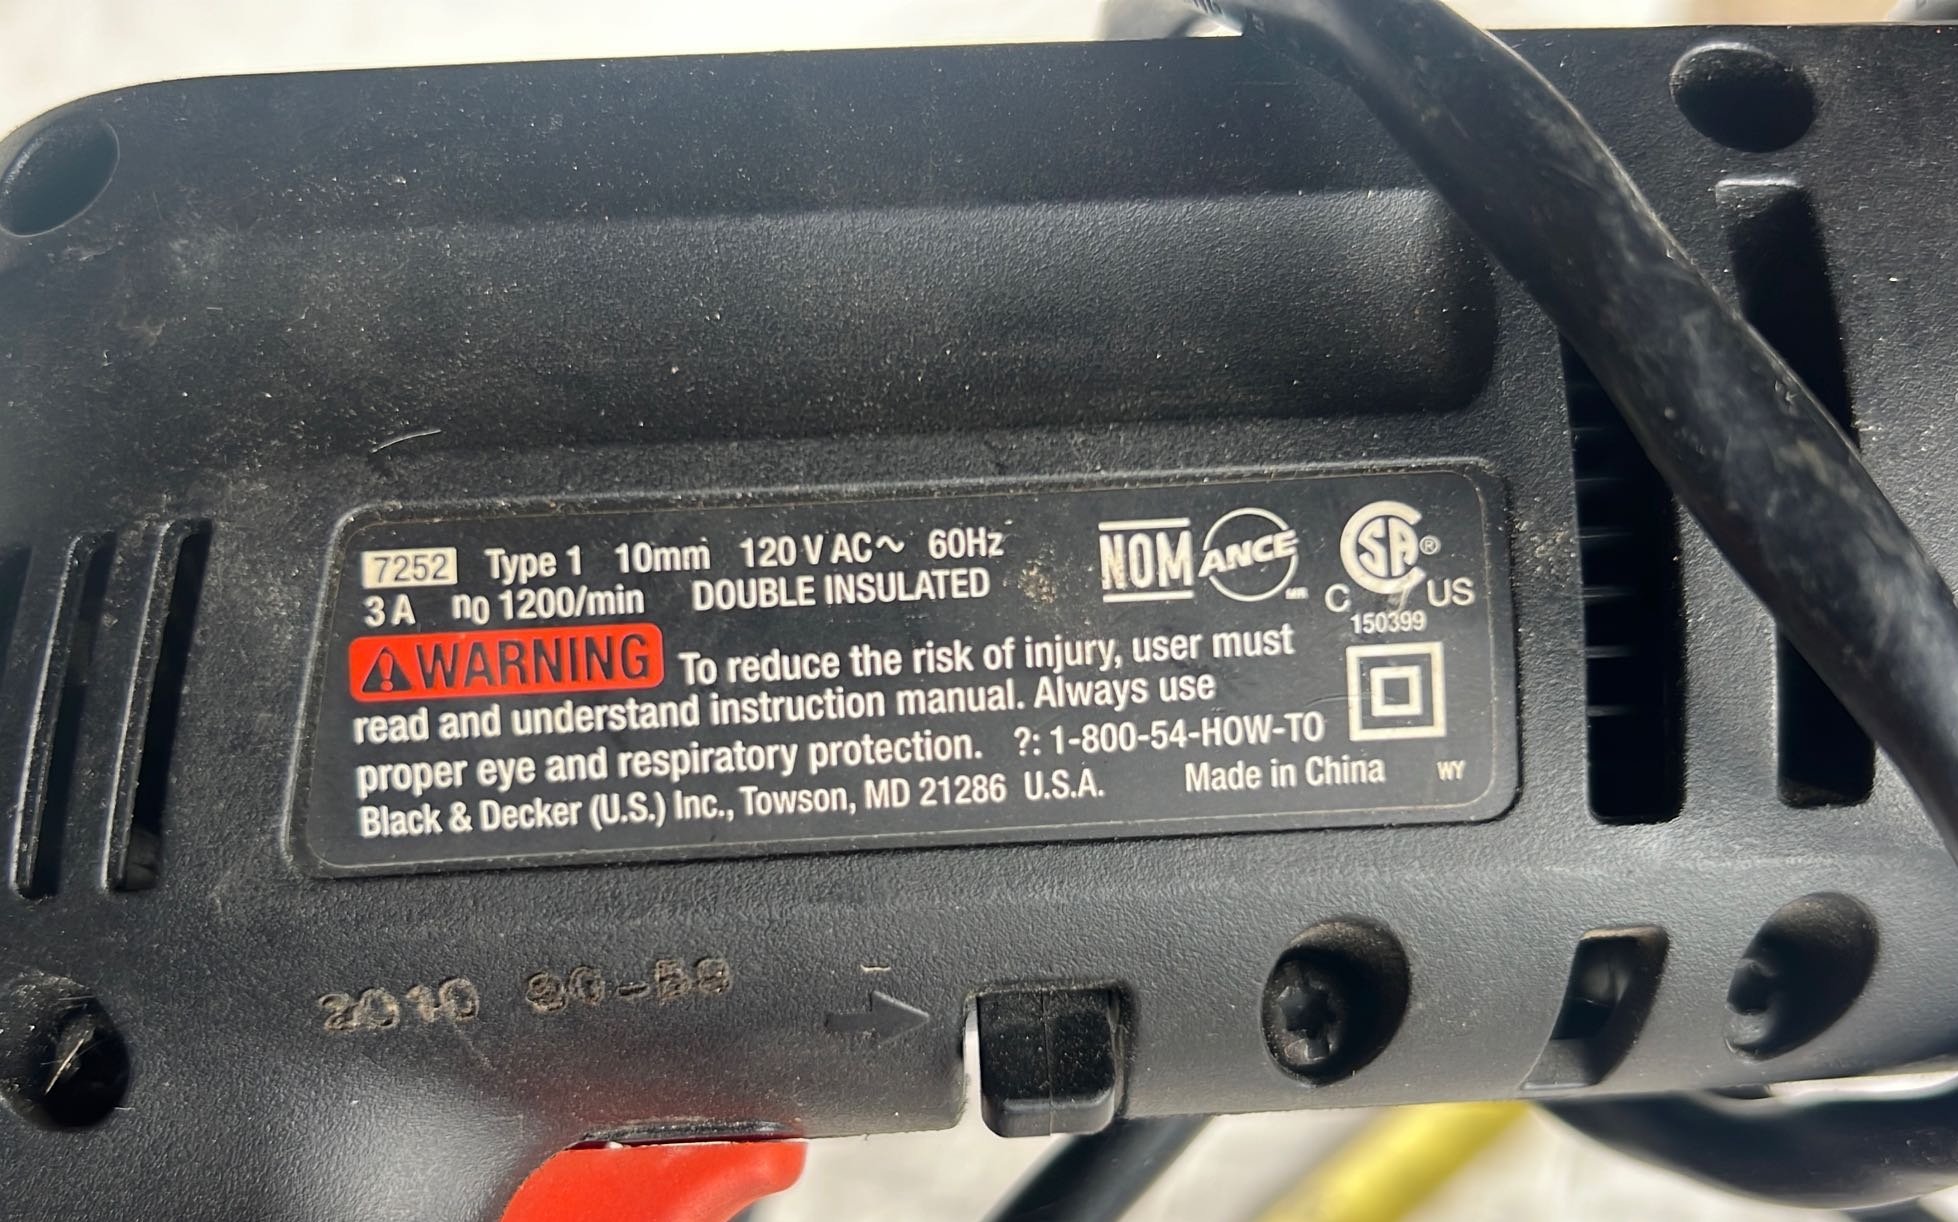 7252 Type 1 10mm 120 V AC~ 60Hz
3 A n0 1200/min DOUBLE INSULATED
NOM ANCE MR
CSA ®
C US
150399
⚠WARNING To reduce the risk of injury, user must
read and understand instruction manual. Always use
proper eye and respiratory protection. ?: 1-800-54-HOW-TO
Black & Decker (U.S.) Inc., Towson, MD 21286 U.S.A. Made in China WY
2010